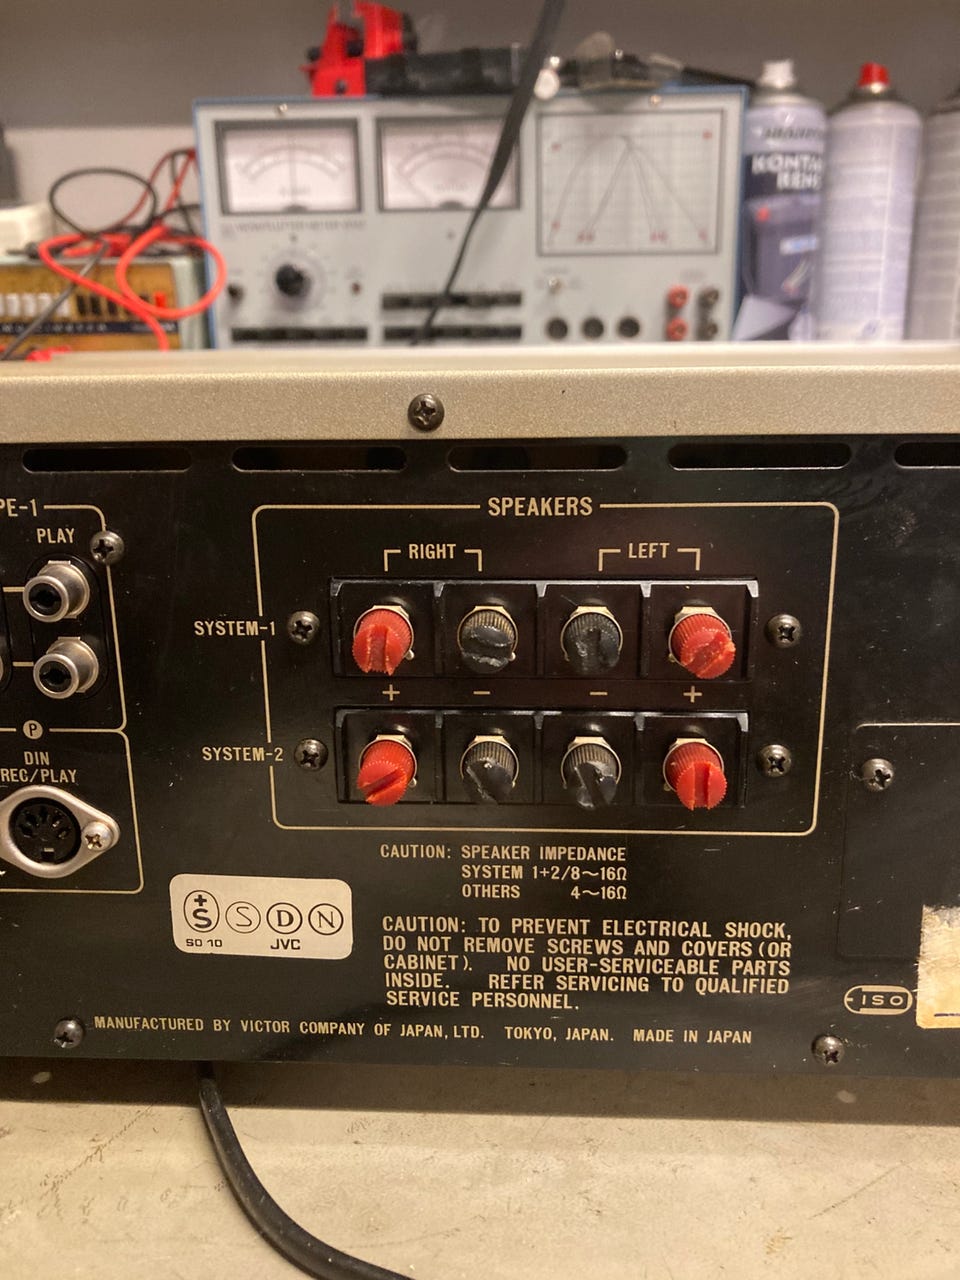 KONTAK
PE-1
SPEAKERS
PLAY
RIGHT
LEFT
SYSTEM-1
+ − − +
P
SYSTEM-2
DIN
REC/PLAY
CAUTION: SPEAKER IMPEDANCE
SYSTEM 1+2/8~16Ω
OTHERS 4~16Ω
+S S D N
SO 10 JVC
CAUTION: TO PREVENT ELECTRICAL SHOCK,
DO NOT REMOVE SCREWS AND COVERS (OR
CABINET). NO USER-SERVICEABLE PARTS
INSIDE. REFER SERVICING TO QUALIFIED
SERVICE PERSONNEL.
ISO
MANUFACTURED BY VICTOR COMPANY OF JAPAN, LTD. TOKYO, JAPAN. MADE IN JAPAN